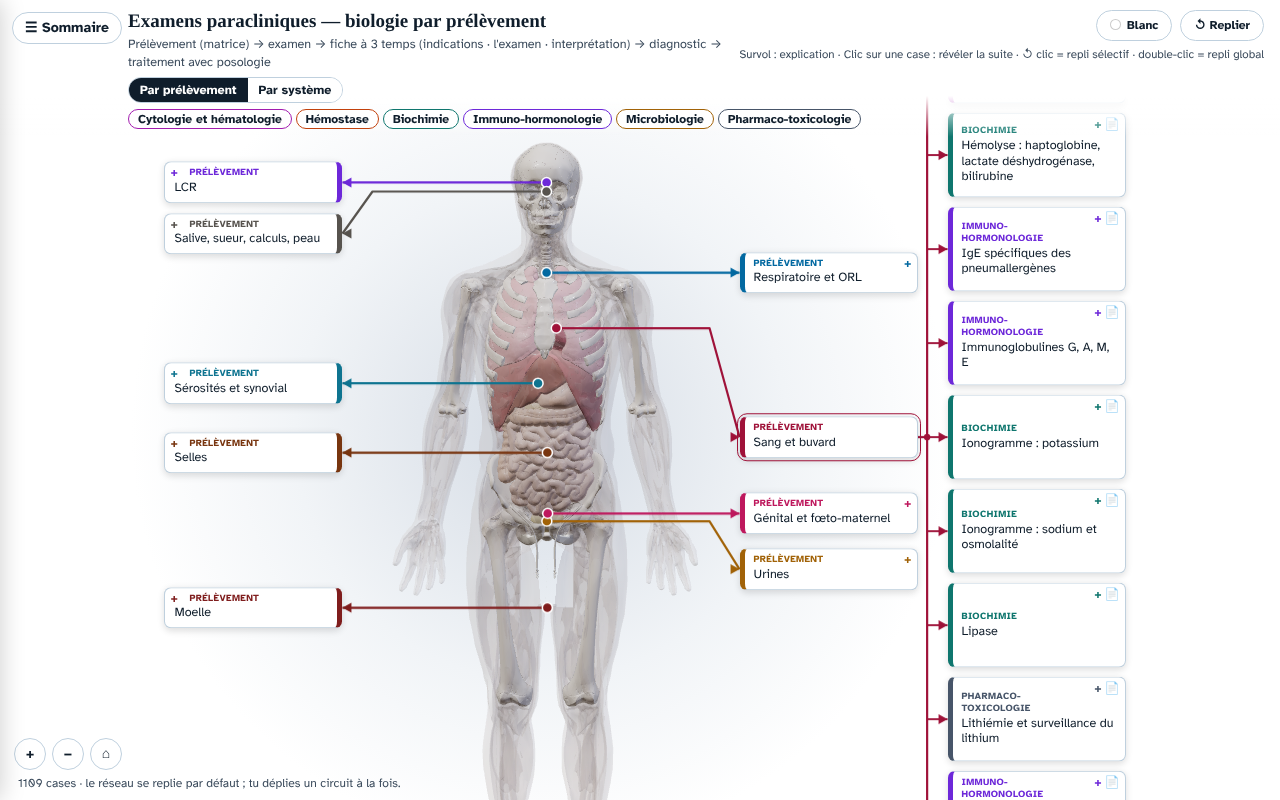 ☰ Sommaire
Examens paracliniques — biologie par prélèvement
Prélèvement (matrice) → examen → fiche à 3 temps (indications · l'examen · interprétation) → diagnostic →
traitement avec posologie
Blanc
↺ Replier
Survol : explication · Clic sur une case : révéler la suite · ↺ clic = repli sélectif · double-clic = repli global
Par prélèvement
Par système
Cytologie et hématologie
Hémostase
Biochimie
Immuno-hormonologie
Microbiologie
Pharmaco-toxicologie
+ PRÉLÈVEMENT
LCR
+ PRÉLÈVEMENT
Salive, sueur, calculs, peau
+ PRÉLÈVEMENT
Sérosités et synovial
+ PRÉLÈVEMENT
Selles
+ PRÉLÈVEMENT
Moelle
PRÉLÈVEMENT +
Respiratoire et ORL
PRÉLÈVEMENT
Sang et buvard
PRÉLÈVEMENT +
Génital et fœto-maternel
PRÉLÈVEMENT +
Urines
BIOCHIMIE +
Hémolyse : haptoglobine,
lactate déshydrogénase,
bilirubine
+
IMMUNO-
HORMONOLOGIE
IgE spécifiques des
pneumallergènes
+
IMMUNO-
HORMONOLOGIE
Immunoglobulines G, A, M,
E
+
BIOCHIMIE
Ionogramme : potassium
+
BIOCHIMIE
Ionogramme : sodium et
osmolalité
+
BIOCHIMIE
Lipase
+
PHARMACO-
TOXICOLOGIE
Lithiémie et surveillance du
lithium
+
IMMUNO-
HORMONOLOGIE
+
−
⌂
1109 cases · le réseau se replie par défaut ; tu déplies un circuit à la fois.